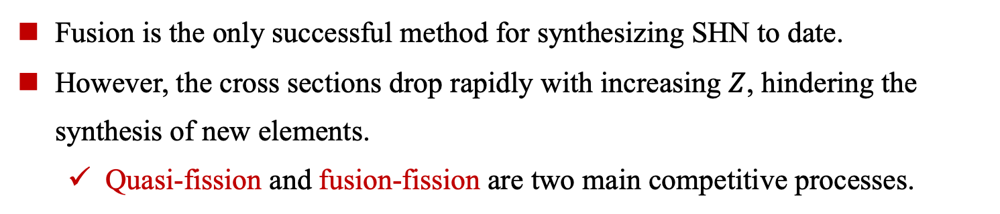 Fusion is the only successful method for synthesizing SHN to date.
However, the cross sections drop rapidly with increasing Z, hindering the
synthesis of new elements.
Quasi-fission and fusion-fission are two main competitive processes.